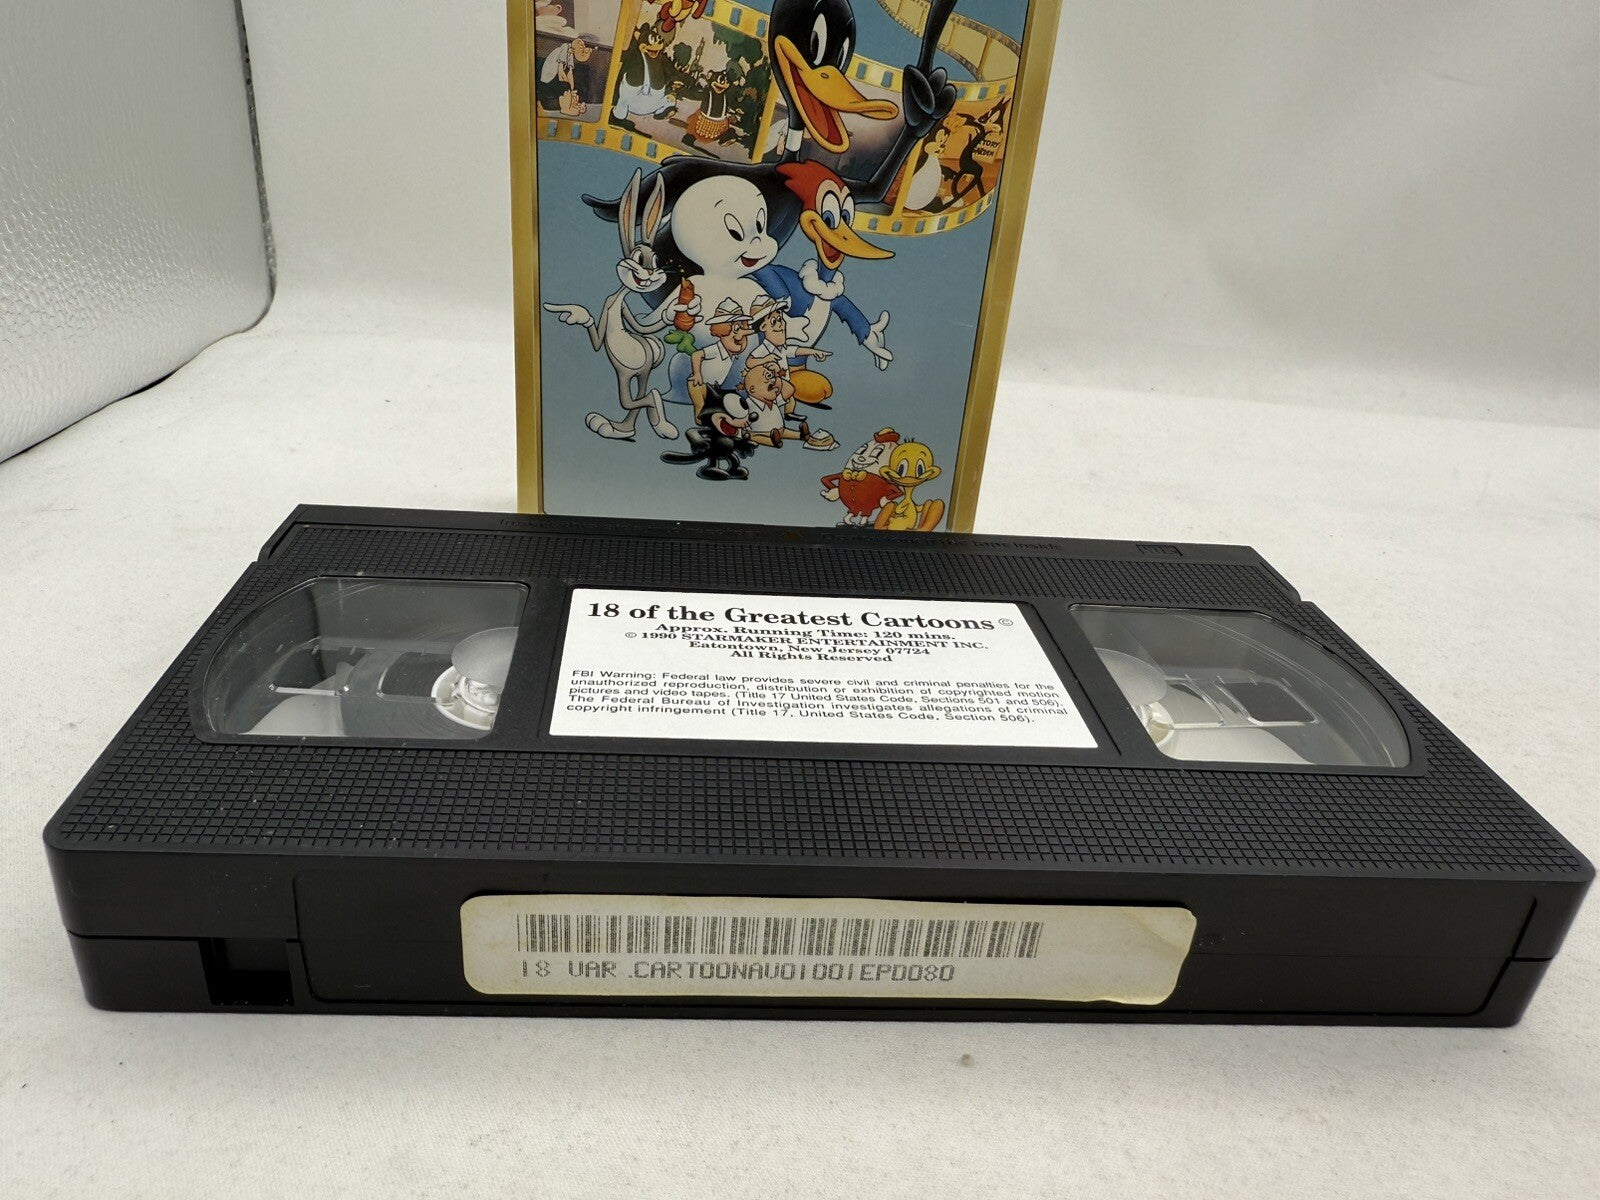 VICTORY
GARDEN
18 of the Greatest Cartoons©
Approx. Running Time: 120 mins.
© 1990 STARMAKER ENTERTAINMENT INC.
Eatontown, New Jersey 07724
All Rights Reserved
FBI Warning: Federal law provides severe civil and criminal penalties for the
unauthorized reproduction, distribution or exhibition of copyrighted motion
pictures and video tapes. (Title 17 United States Code, Sections 501 and 506).
The Federal Bureau of Investigation investigates allegations of criminal
copyright infringement (Title 17, United States Code, Section 506).
18 VAR.CARTOONAV01001EP0080